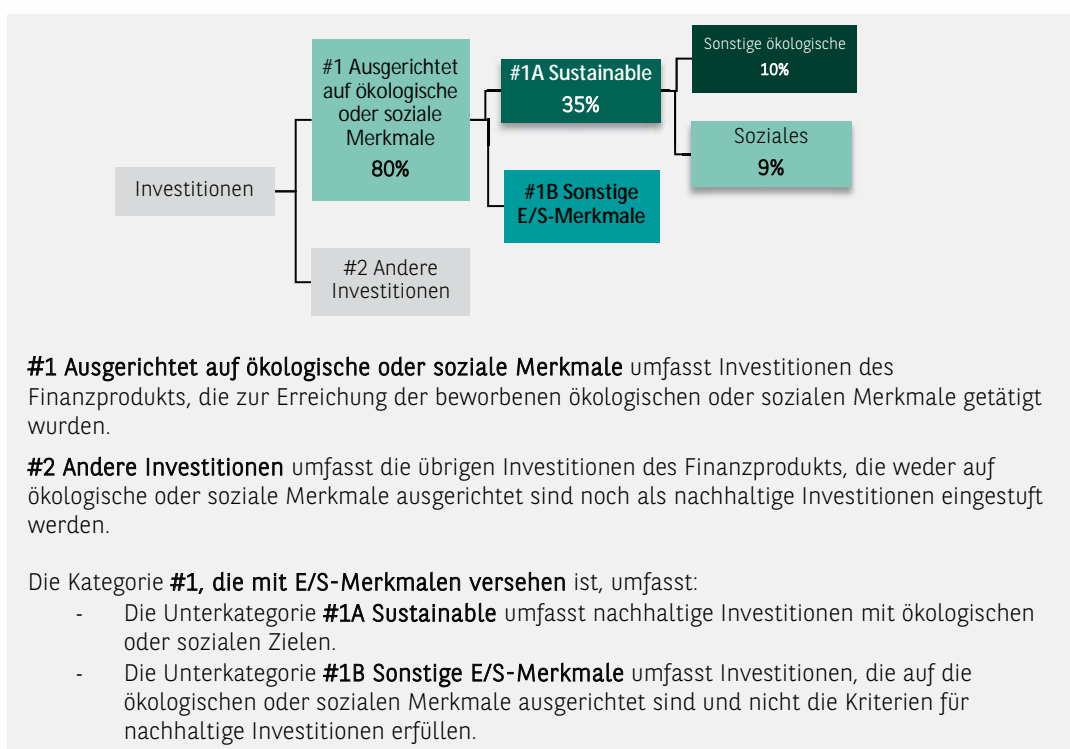 Investitionen
#1 Ausgerichtet
auf ökologische
oder soziale
Merkmale
80%
#2 Andere
Investitionen
#1A Sustainable
35%
#1B Sonstige
E/S-Merkmale
Sonstige ökologische
10%
Soziales
9%
#1 Ausgerichtet auf ökologische oder soziale Merkmale umfasst Investitionen des
Finanzprodukts, die zur Erreichung der beworbenen ökologischen oder sozialen Merkmale getätigt
wurden.
#2 Andere Investitionen umfasst die übrigen Investitionen des Finanzprodukts, die weder auf
ökologische oder soziale Merkmale ausgerichtet sind noch als nachhaltige Investitionen eingestuft
werden.
Die Kategorie #1, die mit E/S-Merkmalen versehen ist, umfasst:
- Die Unterkategorie #1A Sustainable umfasst nachhaltige Investitionen mit ökologischen
oder sozialen Zielen.
- Die Unterkategorie #1B Sonstige E/S-Merkmale umfasst Investitionen, die auf die
ökologischen oder sozialen Merkmale ausgerichtet sind und nicht die Kriterien für
nachhaltige Investitionen erfüllen.